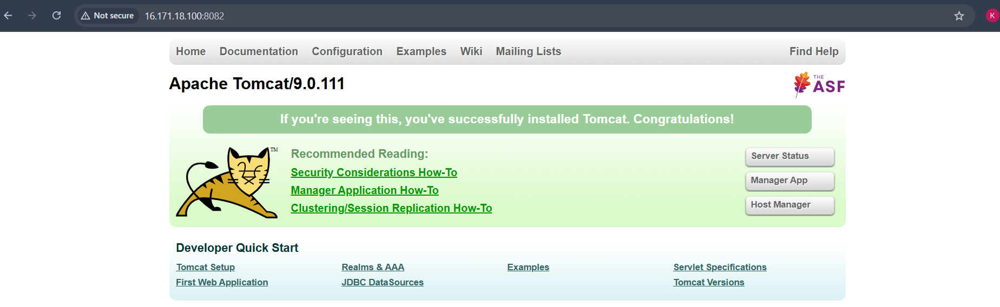 Not secure 16.171.18.100:8082 K
Home Documentation Configuration Examples Wiki Mailing Lists Find Help
Apache Tomcat/9.0.111
THE
ASF
If you're seeing this, you've successfully installed Tomcat. Congratulations!
TM
Recommended Reading:
Security Considerations How-To
Manager Application How-To
Clustering/Session Replication How-To
Server Status
Manager App
Host Manager
Developer Quick Start
Tomcat Setup Realms & AAA Examples Servlet Specifications
First Web Application JDBC DataSources Tomcat Versions